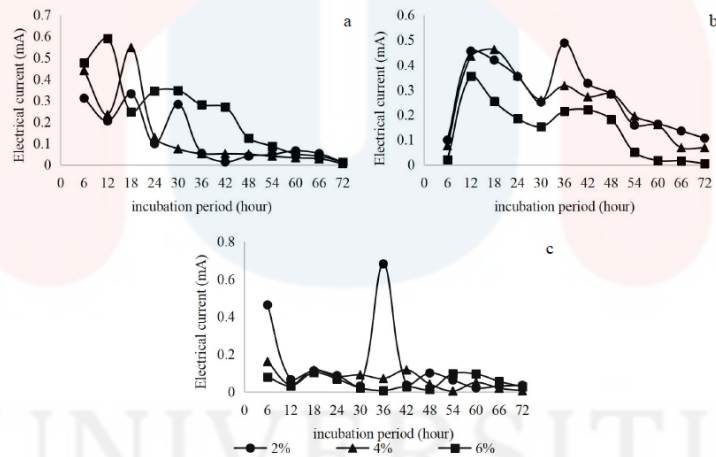 a
0.7
0.6
0.5
0.4
0.3
0.2
0.1
0
Electrical current (mA)
0 6 12 18 24 30 36 42 48 54 60 66 72
incubation period (hour)
b
0.6
0.5
0.4
0.3
0.2
0.1
0
Electrical current (mA)
0 6 12 18 24 30 36 42 48 54 60 66 72
incubation period (hour)
c
0.8
0.6
0.4
0.2
0
Electrical current (mA)
0 6 12 18 24 30 36 42 48 54 60 66 72
incubation period (hour)
2% 4% 6%
UNIVERSITI